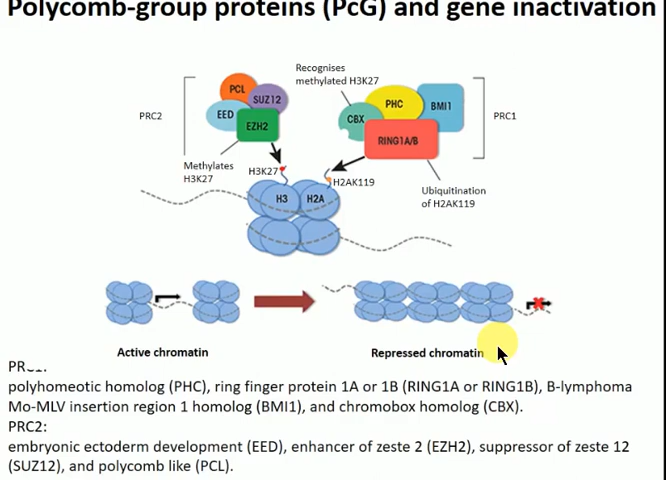 Polycomb-group proteins (PcG) and gene inactivation
Recognises
methylated H3K27
PCL
SUZ12
EED
EZH2
PRC2
PHC
BMI1
CBX
RING1A/B
PRC1
Methylates
H3K27
H3K27
H2AK119
Ubiquitination
of H2AK119
H3
H2A
Active chromatin
Repressed chromatin
polyhomeotic homolog (PHC), ring finger protein 1A or 1B (RING1A or RING1B), B-lymphoma
Mo-MLV insertion region 1 homolog (BMI1), and chromobox homolog (CBX).
PRC2:
embryonic ectoderm development (EED), enhancer of zeste 2 (EZH2), suppressor of zeste 12
(SUZ12), and polycomb like (PCL).